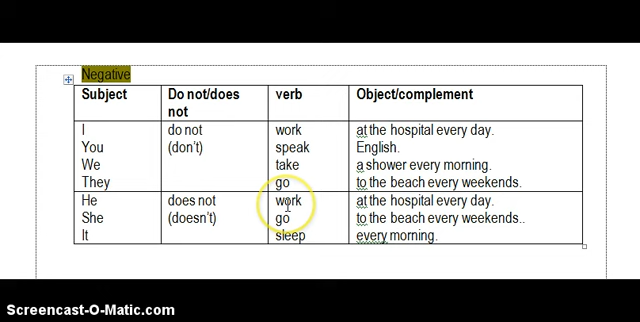 Negative
Subject Do not/does not verb Object/complement
I do not work at the hospital every day.
You (don't) speak English.
We take a shower every morning.
They go to the beach every weekends.
He does not work at the hospital every day.
She (doesn't) go to the beach every weekends..
It sleep every morning.
Screencast-O-Matic.com